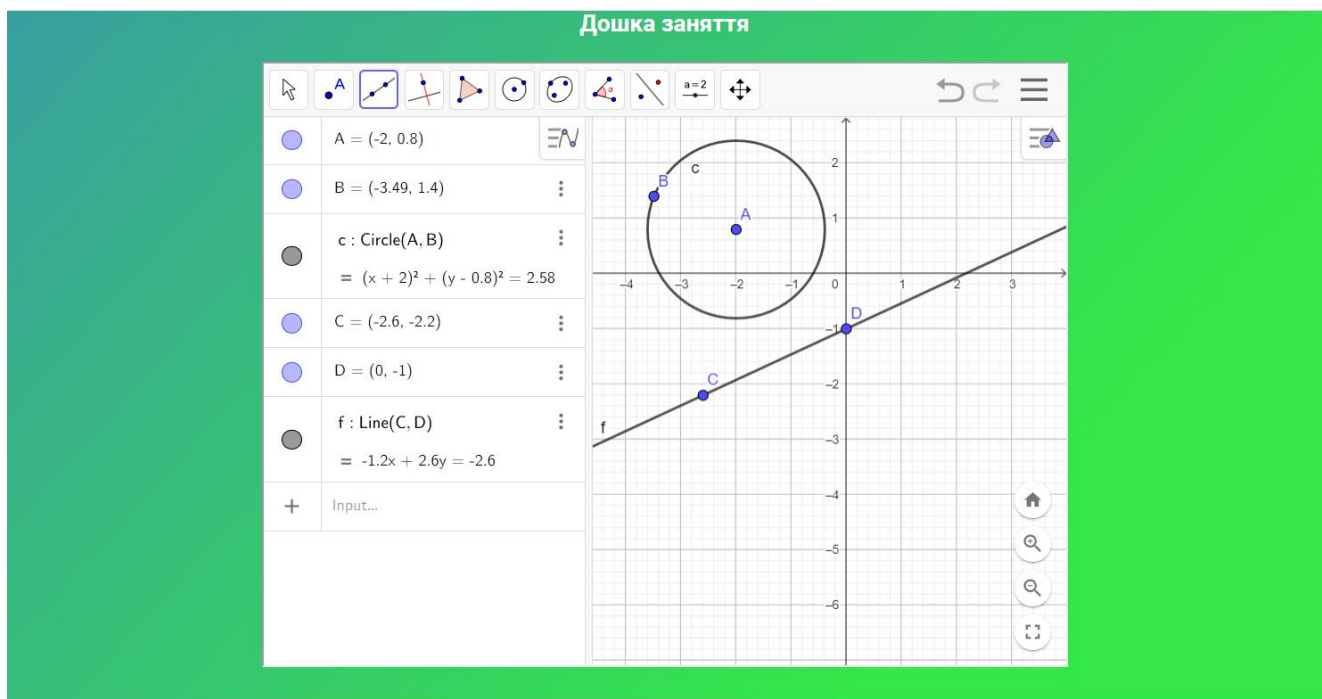 Дошка заняття
A
a=2
A = (-2, 0.8)
B = (-3.49, 1.4)
c : Circle(A, B)
= (x + 2)² + (y - 0.8)² = 2.58
C = (-2.6, -2.2)
D = (0, -1)
f : Line(C, D)
= -1.2x + 2.6y = -2.6
+ Input...
c
B
A
2
1
–4 –3 –2 –1 0 1 2 3
D
–1
C
–2
f
–3
–4
–5
–6